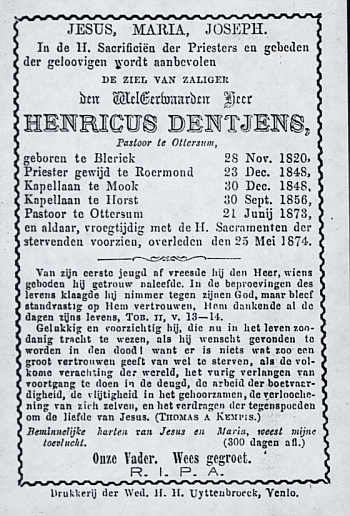 JESUS, MARIA, JOSEPH.
In de H. Sacrificiën der Priesters en gebeden
der geloovigen wordt aanbevolen
DE ZIEL VAN ZALIGER
den WelEerwaarden Heer
HENRICUS DENTJENS,
Pastoor te Ottersum,
geboren te Blerick 28 Nov. 1820,
Priester gewijd te Roermond 23 Dec. 1848,
Kapellaan te Mook 30 Dec. 1848,
Kapellaan te Horst 30 Sept. 1856,
Pastoor te Ottersum 21 Junij 1873,
en aldaar, vroegtijdig met de H. Sacramenten der
stervenden voorzien, overleden den 25 Mei 1874.
Van zijn eerste jeugd af vreesde hij den Heer, wiens
geboden hij getrouw naleefde. In de beproevingen des
levens klaagde hij nimmer tegen zijnen God, maar bleef
standvastig op Hem vertrouwen, Hem dankende al de
dagen zijns levens, TOB. II, v. 13—14.
Gelukkig en voorzichtig hij, die nu in het leven zoo-
danig tracht te wezen, als hij wenscht gevonden te
worden in den dood! want er is niets wat zoo een
groot vertrouwen geeft van wel te sterven, als de vol-
kome verachting der wereld, het vurig verlangen van
voortgang te doen in de deugd, de arbeid der boetvaer-
digheid, de vlijtigheid in het gehoorzamen, de verlooche-
ning van zich zelven, en het verdragen der tegenspoeden
om de liefde van Jesus. (THOMAS A KEMPIS.)
Beminnelijke harten van Jesus en Maria, weest mijne
toevlucht. (300 dagen afl.)
Onze Vader. Wees gegroet.
R. I. P. A.
Drukkerij der Wed. H. H. Uyttenbroeck, Venlo.